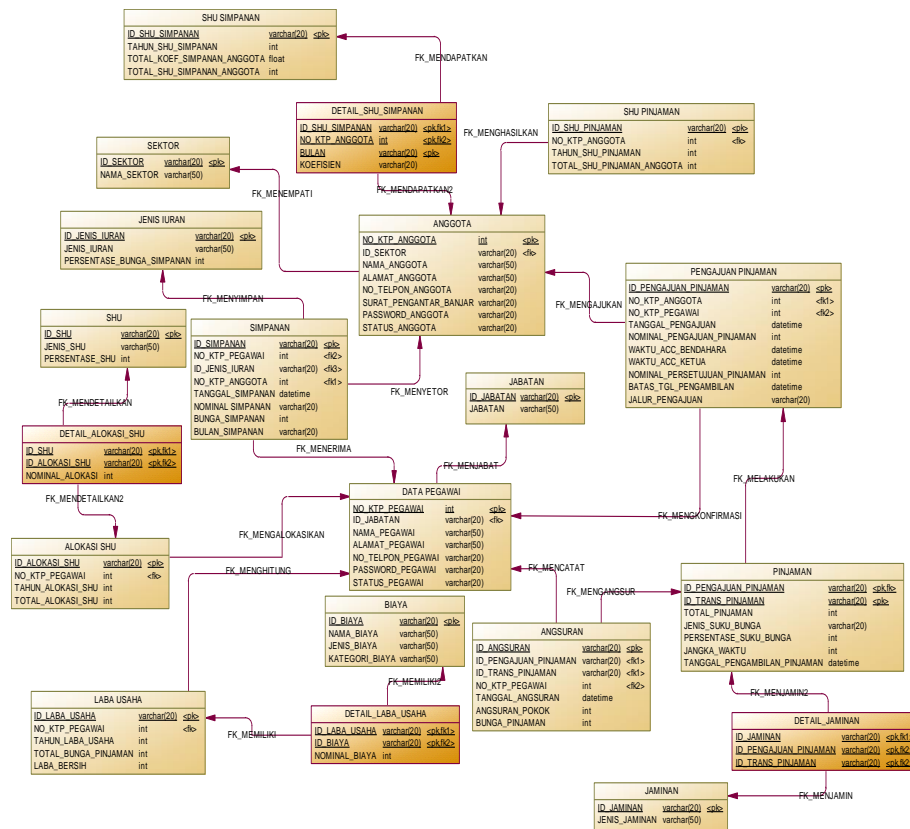 SHU SIMPANAN
ID_SHU_SIMPANAN varchar(20) <pk>
TAHUN_SHU_SIMPANAN int
TOTAL_KOEF_SIMPANAN_ANGGOTA float
TOTAL_SHU_SIMPANAN_ANGGOTA int
FK_MENDAPATKAN
DETAIL_SHU_SIMPANAN
ID_SHU_SIMPANAN varchar(20) <pk,fk1>
NO_KTP_ANGGOTA int <pk,fk2>
BULAN varchar(20) <pk>
KOEFISIEN varchar(20)
FK_MENGHASILKAN
SHU PINJAMAN
ID_SHU_PINJAMAN varchar(20) <pk>
NO_KTP_ANGGOTA int <fk>
TAHUN_SHU_PINJAMAN int
TOTAL_SHU_PINJAMAN_ANGGOTA int
SEKTOR
ID_SEKTOR varchar(20) <pk>
NAMA_SEKTOR varchar(50)
FK_MENEMPATI
FK_MENDAPATKAN2
JENIS IURAN
ID_JENIS_IURAN varchar(20) <pk>
JENIS_IURAN varchar(50)
PERSENTASE_BUNGA_SIMPANAN int
FK_MENYIMPAN
ANGGOTA
NO_KTP_ANGGOTA int <pk>
ID_SEKTOR varchar(20) <fk>
NAMA_ANGGOTA varchar(50)
ALAMAT_ANGGOTA varchar(50)
NO_TELPON_ANGGOTA varchar(20)
SURAT_PENGANTAR_BANJAR varchar(20)
PASSWORD_ANGGOTA varchar(20)
STATUS_ANGGOTA varchar(20)
FK_MENGAJUKAN
PENGAJUAN PINJAMAN
ID_PENGAJUAN_PINJAMAN varchar(20) <pk>
NO_KTP_ANGGOTA int <fk1>
NO_KTP_PEGAWAI int <fk2>
TANGGAL_PENGAJUAN datetime
NOMINAL_PENGAJUAN_PINJAMAN int
WAKTU_ACC_BENDAHARA datetime
WAKTU_ACC_KETUA datetime
NOMINAL_PERSETUJUAN_PINJAMAN int
BATAS_TGL_PENGAMBILAN datetime
JALUR_PENGAJUAN varchar(20)
SHU
ID_SHU varchar(20) <pk>
JENIS_SHU varchar(50)
PERSENTASE_SHU int
FK_MENDETAILKAN
SIMPANAN
ID_SIMPANAN varchar(20) <pk>
NO_KTP_PEGAWAI int <fk2>
ID_JENIS_IURAN varchar(20) <fk3>
NO_KTP_ANGGOTA int <fk1>
TANGGAL_SIMPANAN datetime
NOMINAL SIMPANAN varchar(20)
BUNGA_SIMPANAN int
BULAN_SIMPANAN varchar(20)
FK_MENYETOR
FK_MENERIMA
JABATAN
ID_JABATAN varchar(20) <pk>
JABATAN varchar(50)
FK_MENJABAT
FK_MELAKUKAN
FK_MENGKONFIRMASI
DETAIL_ALOKASI_SHU
ID_SHU varchar(20) <pk,fk1>
ID_ALOKASI_SHU varchar(20) <pk,fk2>
NOMINAL_ALOKASI int
FK_MENDETAILKAN2
FK_MENGALOKASIKAN
DATA PEGAWAI
NO_KTP_PEGAWAI int <pk>
ID_JABATAN varchar(20) <fk>
NAMA_PEGAWAI varchar(50)
ALAMAT_PEGAWAI varchar(50)
NO_TELPON_PEGAWAI varchar(20)
PASSWORD_PEGAWAI varchar(20)
STATUS_PEGAWAI varchar(20)
ALOKASI SHU
ID_ALOKASI_SHU varchar(20) <pk>
NO_KTP_PEGAWAI int <fk>
TAHUN_ALOKASI_SHU int
TOTAL_ALOKASI_SHU int
FK_MENGHITUNG
FK_MENCATAT
FK_MENGANGSUR
PINJAMAN
ID_PENGAJUAN_PINJAMAN varchar(20) <pk,fk>
ID_TRANS_PINJAMAN varchar(20) <pk>
TOTAL_PINJAMAN int
JENIS_SUKU_BUNGA varchar(20)
PERSENTASE_SUKU_BUNGA int
JANGKA_WAKTU int
TANGGAL_PENGAMBILAN_PINJAMAN datetime
BIAYA
ID_BIAYA varchar(20) <pk>
NAMA_BIAYA varchar(50)
JENIS_BIAYA varchar(50)
KATEGORI_BIAYA varchar(50)
FK_MEMILIKI2
ANGSURAN
ID_ANGSURAN varchar(20) <pk>
ID_PENGAJUAN_PINJAMAN varchar(20) <fk1>
ID_TRANS_PINJAMAN varchar(20) <fk1>
NO_KTP_PEGAWAI int <fk2>
TANGGAL_ANGSURAN datetime
ANGSURAN_POKOK int
BUNGA_PINJAMAN int
FK_MENJAMIN2
LABA USAHA
ID_LABA_USAHA varchar(20) <pk>
NO_KTP_PEGAWAI int <fk>
TAHUN_LABA_USAHA int
TOTAL_BUNGA_PINJAMAN int
LABA_BERSIH int
FK_MEMILIKI
DETAIL_LABA_USAHA
ID_LABA_USAHA varchar(20) <pk,fk1>
ID_BIAYA varchar(20) <pk,fk2>
NOMINAL_BIAYA int
DETAIL_JAMINAN
ID_JAMINAN varchar(20) <pk,fk1>
ID_PENGAJUAN_PINJAMAN varchar(20) <pk,fk2
ID_TRANS_PINJAMAN varchar(20) <pk,fk2
FK_MENJAMIN
JAMINAN
ID_JAMINAN varchar(20) <pk>
JENIS_JAMINAN varchar(50)